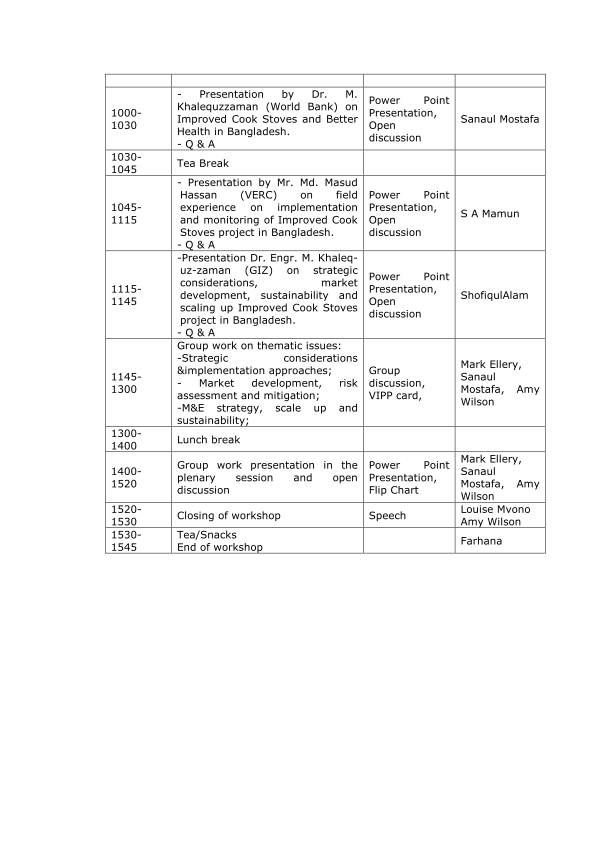 1000-
1030
- Presentation by Dr. M.
Khalequzzaman (World Bank) on
Improved Cook Stoves and Better
Health in Bangladesh.
- Q & A
Power Point
Presentation,
Open
discussion
Sanaul Mostafa
1030-
1045
Tea Break
1045-
1115
- Presentation by Mr. Md. Masud
Hassan (VERC) on field
experience on implementation
and monitoring of Improved Cook
Stoves project in Bangladesh.
- Q & A
Power Point
Presentation,
Open
discussion
S A Mamun
1115-
1145
-Presentation Dr. Engr. M. Khaleq-
uz-zaman (GIZ) on strategic
considerations, market
development, sustainability and
scaling up Improved Cook Stoves
project in Bangladesh.
- Q & A
Power Point
Presentation,
Open
discussion
ShofiqulAlam
1145-
1300
Group work on thematic issues:
-Strategic considerations
&implementation approaches;
- Market development, risk
assessment and mitigation;
-M&E strategy, scale up and
sustainability;
Group
discussion,
VIPP card,
Mark Ellery,
Sanaul
Mostafa, Amy
Wilson
1300-
1400
Lunch break
1400-
1520
Group work presentation in the
plenary session and open
discussion
Power Point
Presentation,
Flip Chart
Mark Ellery,
Sanaul
Mostafa, Amy
Wilson
1520-
1530
Closing of workshop
Speech
Louise Mvono
Amy Wilson
1530-
1545
Tea/Snacks
End of workshop
Farhana